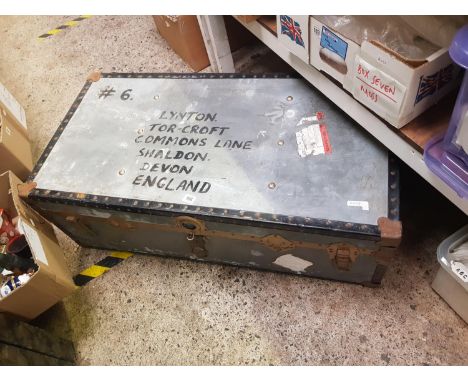 # 6.
LYNTON.
TOR-CROFT
COMMONS LANE
SHALDON.
DEVON
ENGLAND
BOX SEVEN